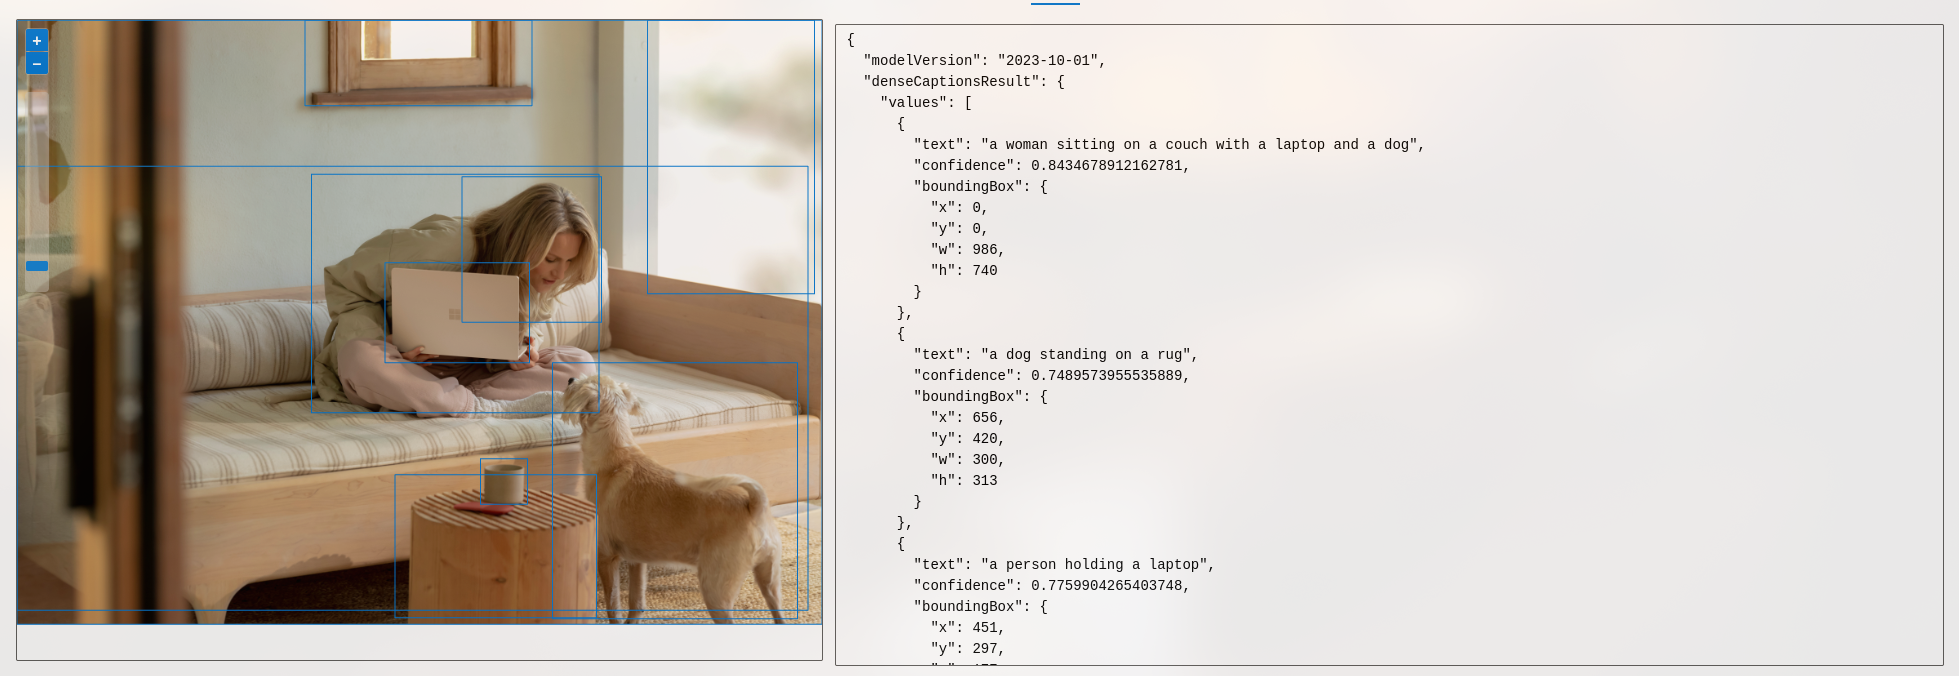 +
−
{
  "modelVersion": "2023-10-01",
  "denseCaptionsResult": {
    "values": [
      {
        "text": "a woman sitting on a couch with a laptop and a dog",
        "confidence": 0.8434678912162781,
        "boundingBox": {
          "x": 0,
          "y": 0,
          "w": 986,
          "h": 740
        }
      },
      {
        "text": "a dog standing on a rug",
        "confidence": 0.7489573955535889,
        "boundingBox": {
          "x": 656,
          "y": 420,
          "w": 300,
          "h": 313
        }
      },
      {
        "text": "a person holding a laptop",
        "confidence": 0.7759904265403748,
        "boundingBox": {
          "x": 451,
          "y": 297,